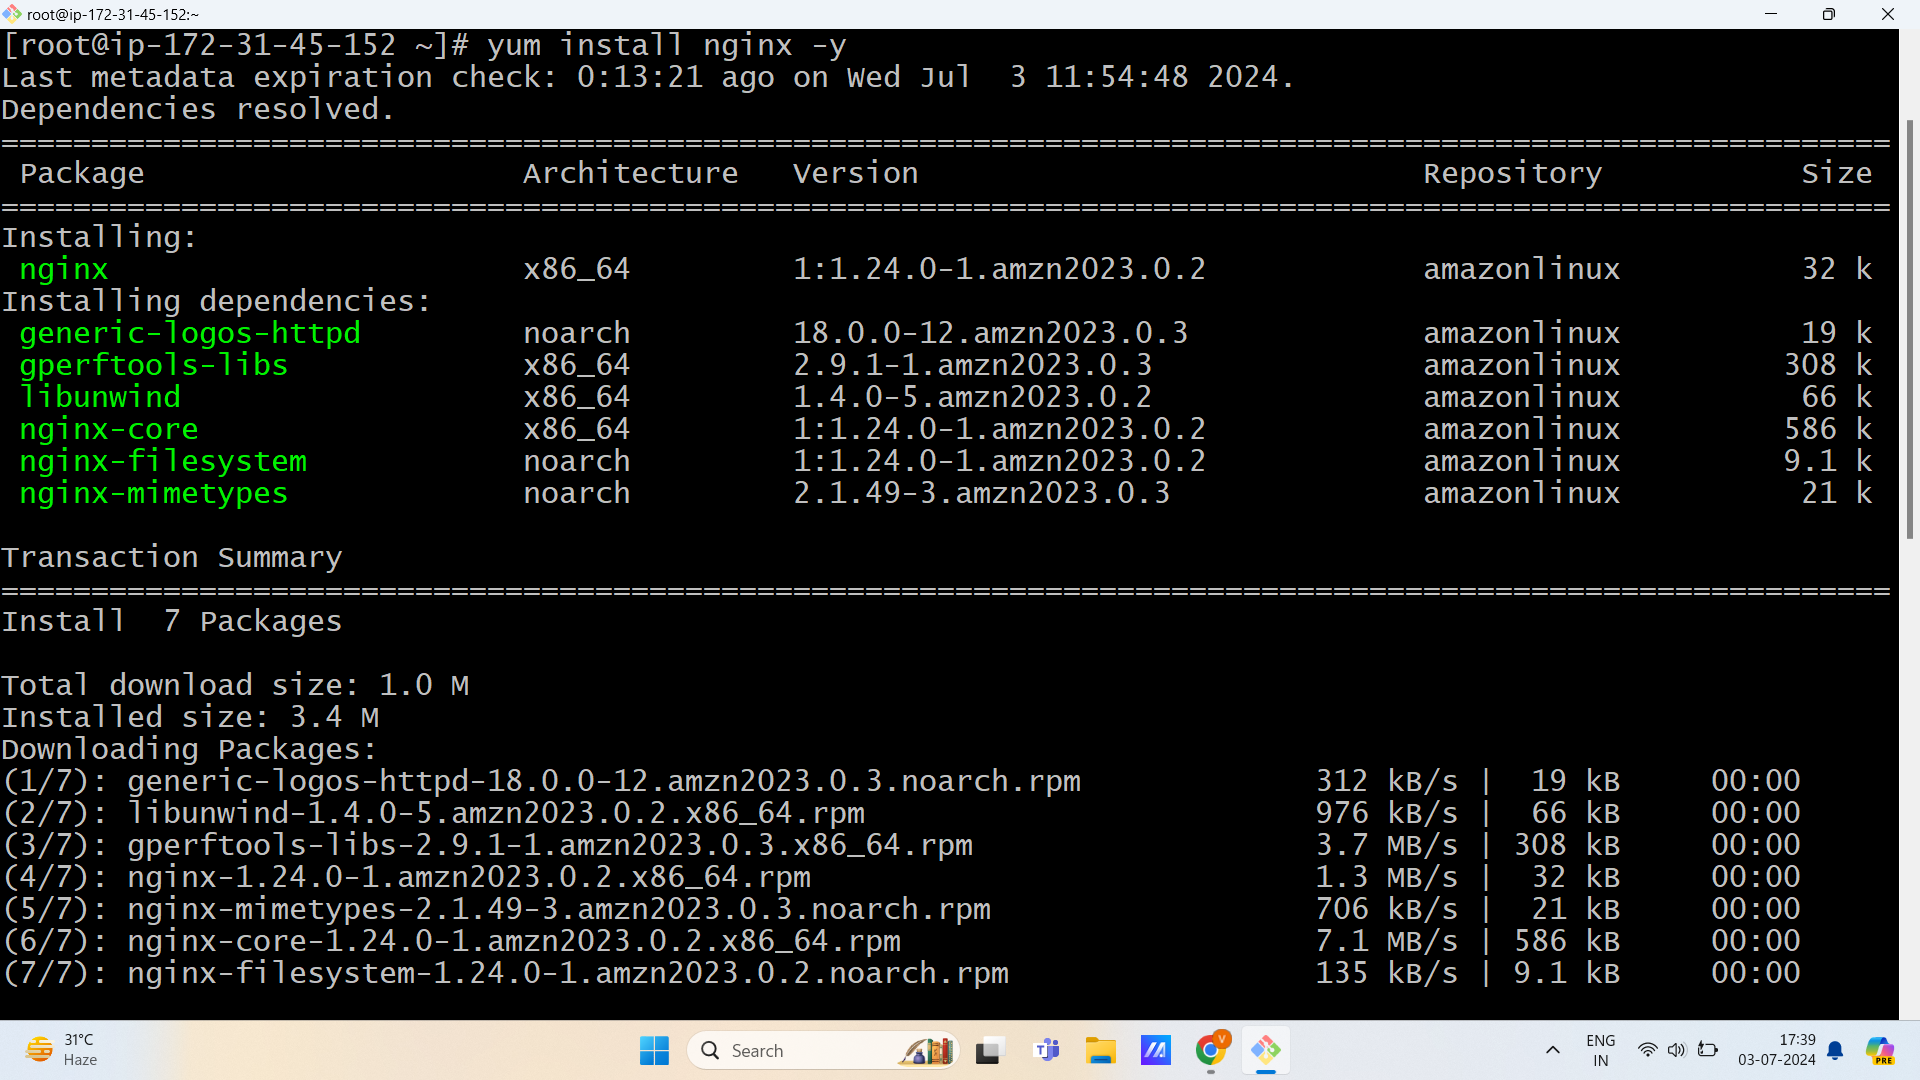 root@ip-172-31-45-152:~
[root@ip-172-31-45-152 ~]# yum install nginx -y
Last metadata expiration check: 0:13:21 ago on Wed Jul  3 11:54:48 2024.
Dependencies resolved.
=========================================================================================================
 Package                     Architecture   Version                            Repository           Size
=========================================================================================================
Installing:
 nginx                       x86_64         1:1.24.0-1.amzn2023.0.2            amazonlinux          32 k
Installing dependencies:
 generic-logos-httpd         noarch         18.0.0-12.amzn2023.0.3             amazonlinux          19 k
 gperftools-libs             x86_64         2.9.1-1.amzn2023.0.3               amazonlinux         308 k
 libunwind                   x86_64         1.4.0-5.amzn2023.0.2               amazonlinux          66 k
 nginx-core                  x86_64         1:1.24.0-1.amzn2023.0.2            amazonlinux         586 k
 nginx-filesystem            noarch         1:1.24.0-1.amzn2023.0.2            amazonlinux         9.1 k
 nginx-mimetypes             noarch         2.1.49-3.amzn2023.0.3              amazonlinux          21 k
Transaction Summary
=========================================================================================================
Install  7 Packages
Total download size: 1.0 M
Installed size: 3.4 M
Downloading Packages:
(1/7): generic-logos-httpd-18.0.0-12.amzn2023.0.3.noarch.rpm             312 kB/s |  19 kB     00:00
(2/7): libunwind-1.4.0-5.amzn2023.0.2.x86_64.rpm                         976 kB/s |  66 kB     00:00
(3/7): gperftools-libs-2.9.1-1.amzn2023.0.3.x86_64.rpm                   3.7 MB/s | 308 kB     00:00
(4/7): nginx-1.24.0-1.amzn2023.0.2.x86_64.rpm                            1.3 MB/s |  32 kB     00:00
(5/7): nginx-mimetypes-2.1.49-3.amzn2023.0.3.noarch.rpm                  706 kB/s |  21 kB     00:00
(6/7): nginx-core-1.24.0-1.amzn2023.0.2.x86_64.rpm                       7.1 MB/s | 586 kB     00:00
(7/7): nginx-filesystem-1.24.0-1.amzn2023.0.2.noarch.rpm                 135 kB/s | 9.1 kB     00:00
31°C
Haze
Search
V
ENG
IN
17:39
03-07-2024
PRE